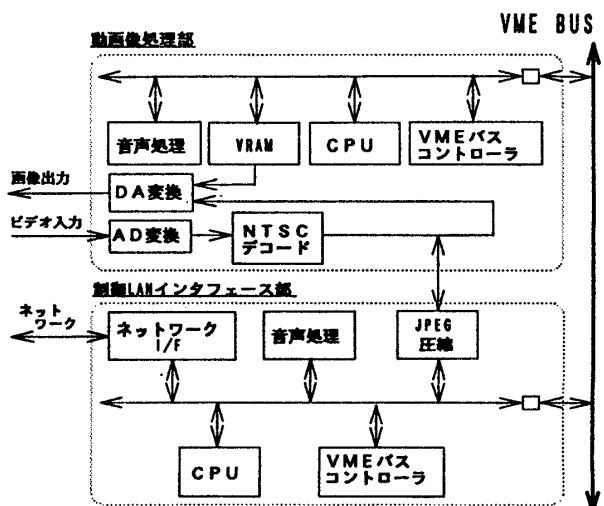 VME BUS
動画像処理部
音声処理
VRAM
CPU
VMEバス
コントローラ
画像出力
DA変換
ビデオ入力
AD変換
NTSC
デコード
制御LANインタフェース部
ネット
ワーク
ネットワーク
I/F
音声処理
JPEG
圧縮
CPU
VMEバス
コントローラ